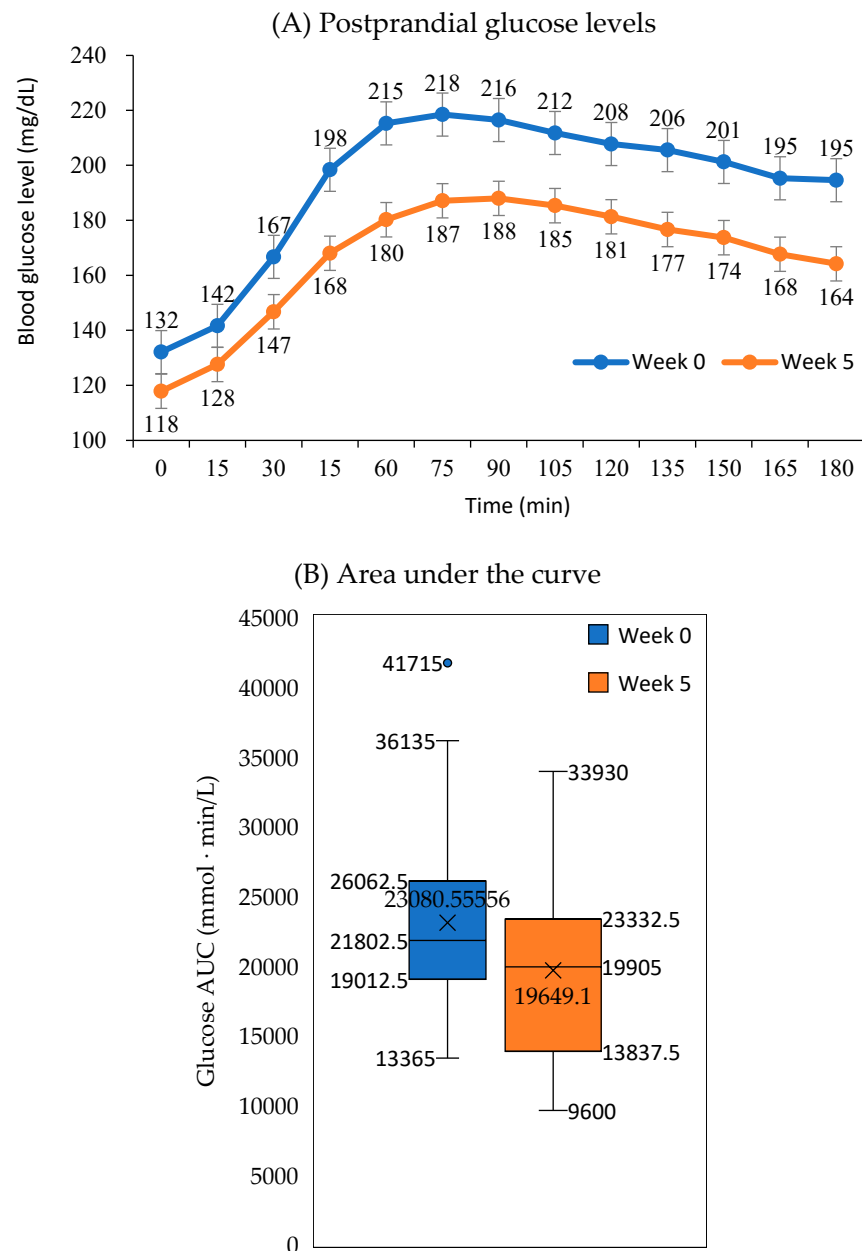 (A) Postprandial glucose levels
Blood glucose level (mg/dL)
240
220
200
180
160
140
120
100
132 142 167 198 215 218 216 212 208 206 201 195 195
118 128 147 168 180 187 188 185 181 177 174 168 164
Week 0 Week 5
0 15 30 15 60 75 90 105 120 135 150 165 180
Time (min)
(B) Area under the curve
Glucose AUC (mmol · min/L)
45000
40000
35000
30000
25000
20000
15000
10000
5000
0
Week 0
Week 5
41715
36135
26062.5
23080.55556
21802.5
19012.5
13365
33930
23332.5
19905
19649.1
13837.5
9600